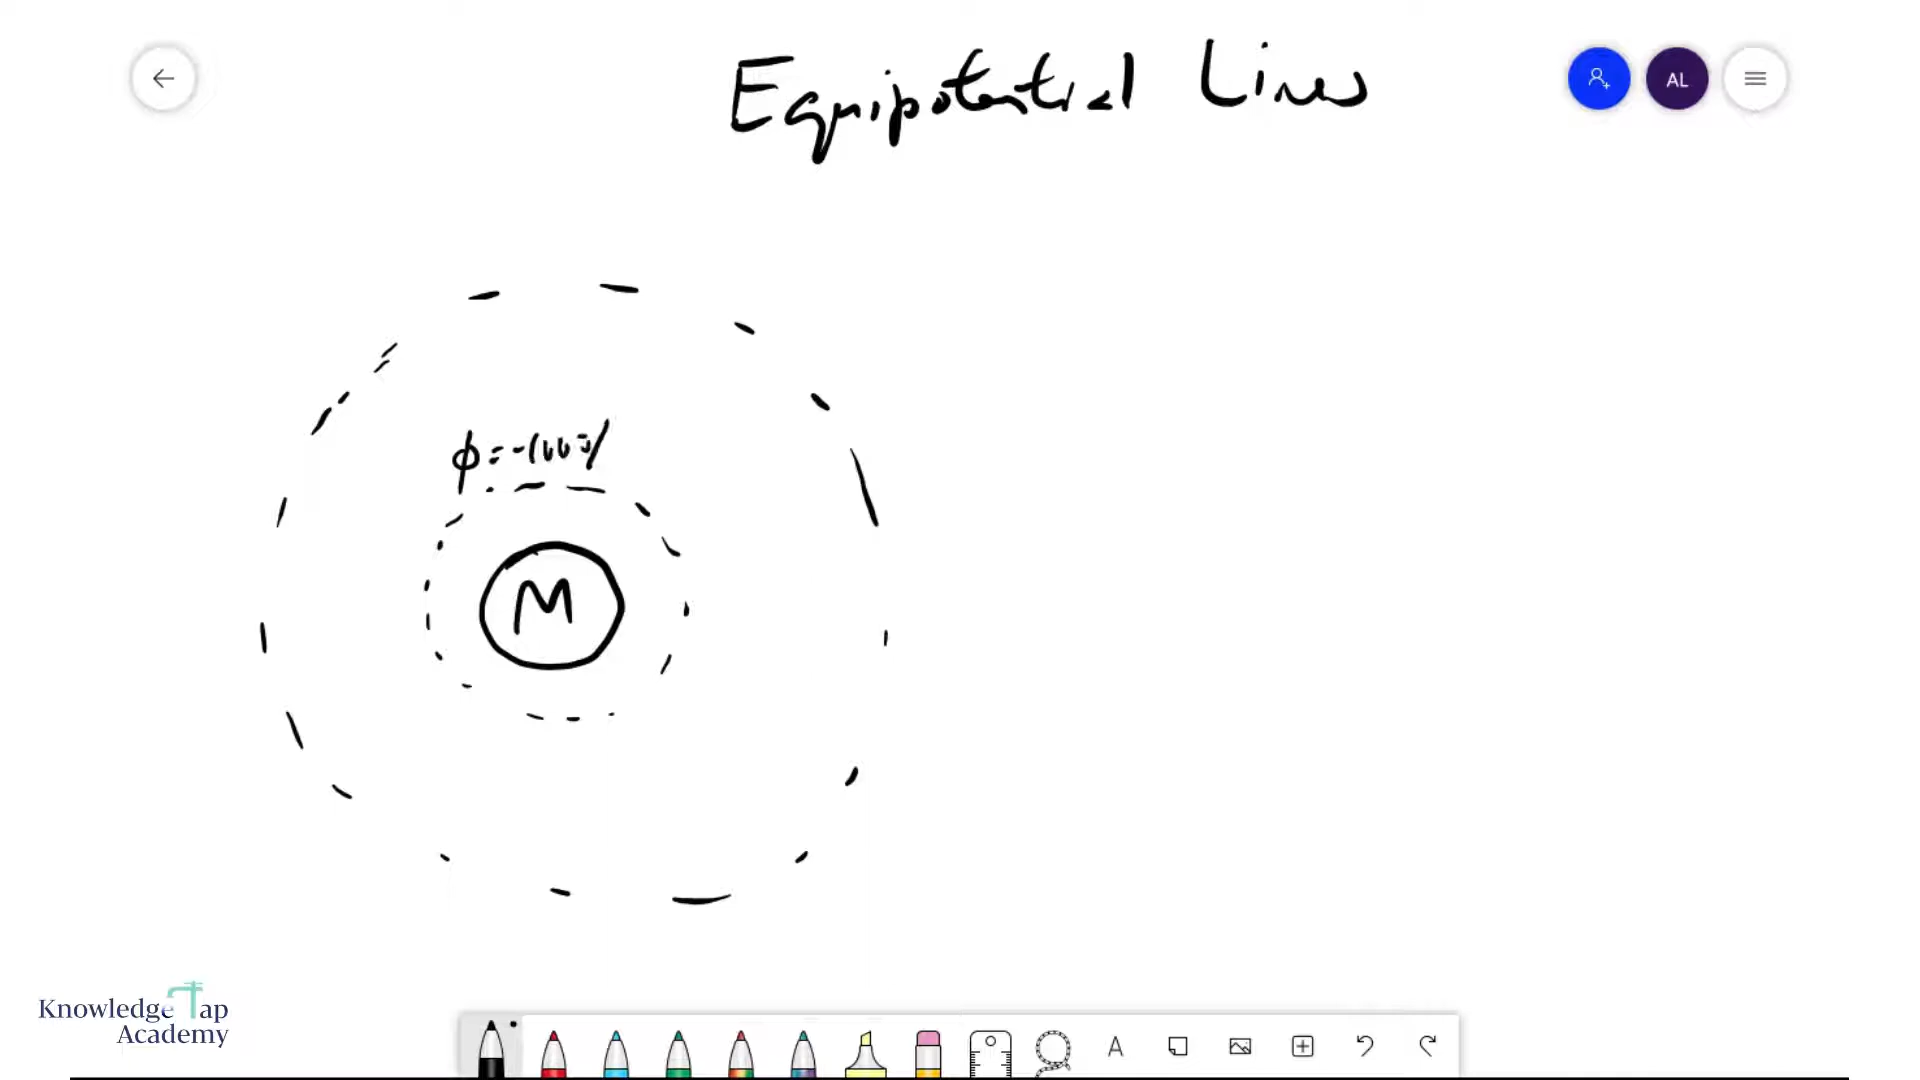 Equipotential Lines
AL
ϕ = -100 J/
M
Knowledge Tap
Academy
A